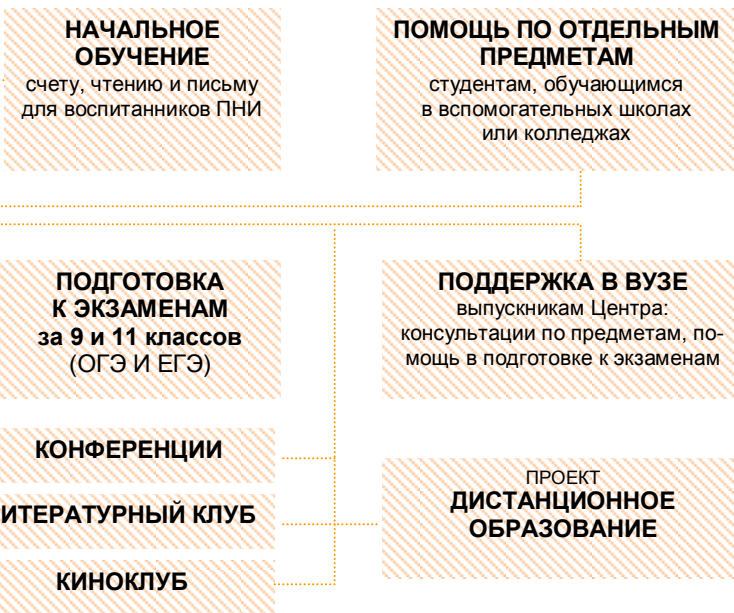 НАЧАЛЬНОЕ
ОБУЧЕНИЕ
счету, чтению и письму
для воспитанников ПНИ
ПОМОЩЬ ПО ОТДЕЛЬНЫМ
ПРЕДМЕТАМ
студентам, обучающимся
в вспомогательных школах
или колледжах
ПОДГОТОВКА
К ЭКЗАМЕНАМ
за 9 и 11 классов
(ОГЭ И ЕГЭ)
ПОДДЕРЖКА В ВУЗЕ
выпускникам Центра:
консультации по предметам, по-
мощь в подготовке к экзаменам
КОНФЕРЕНЦИИ
ИТЕРАТУРНЫЙ КЛУБ
КИНОКЛУБ
ПРОЕКТ
ДИСТАНЦИОННОЕ
ОБРАЗОВАНИЕ